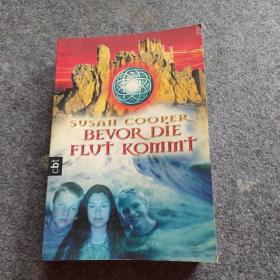 SUSAN COOPER
BEVOR DIE
FLUT KOMMT
cbt